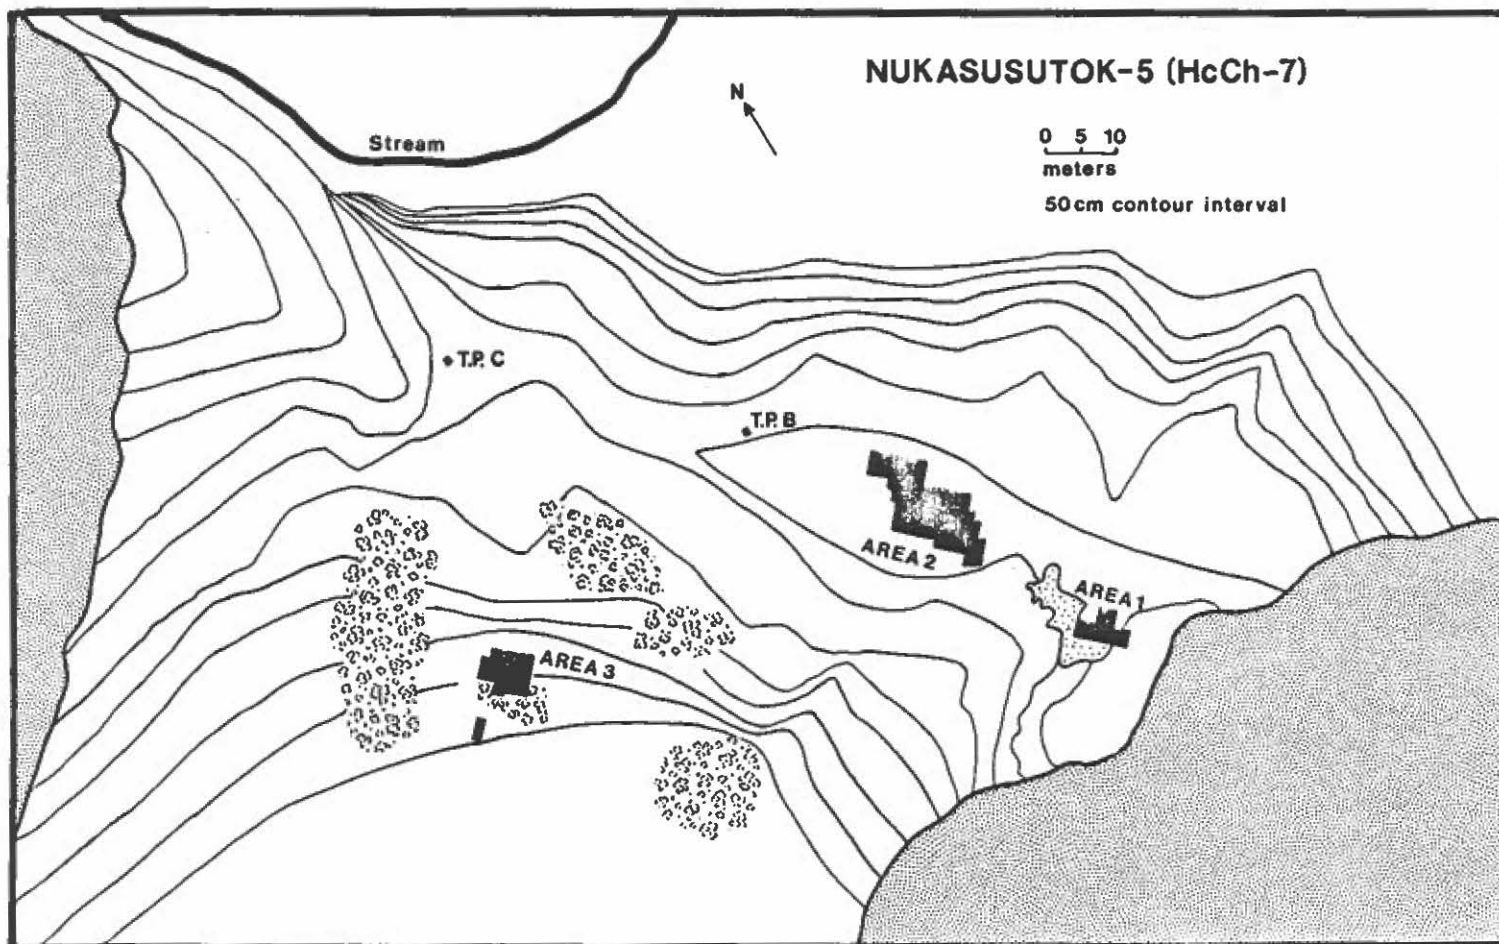 NUKASUSUTOK-5 (HcCh-7)
N
0 5 10
meters
50cm contour interval
Stream
T.P. C
T.P. B
AREA 2
AREA 1
AREA 3